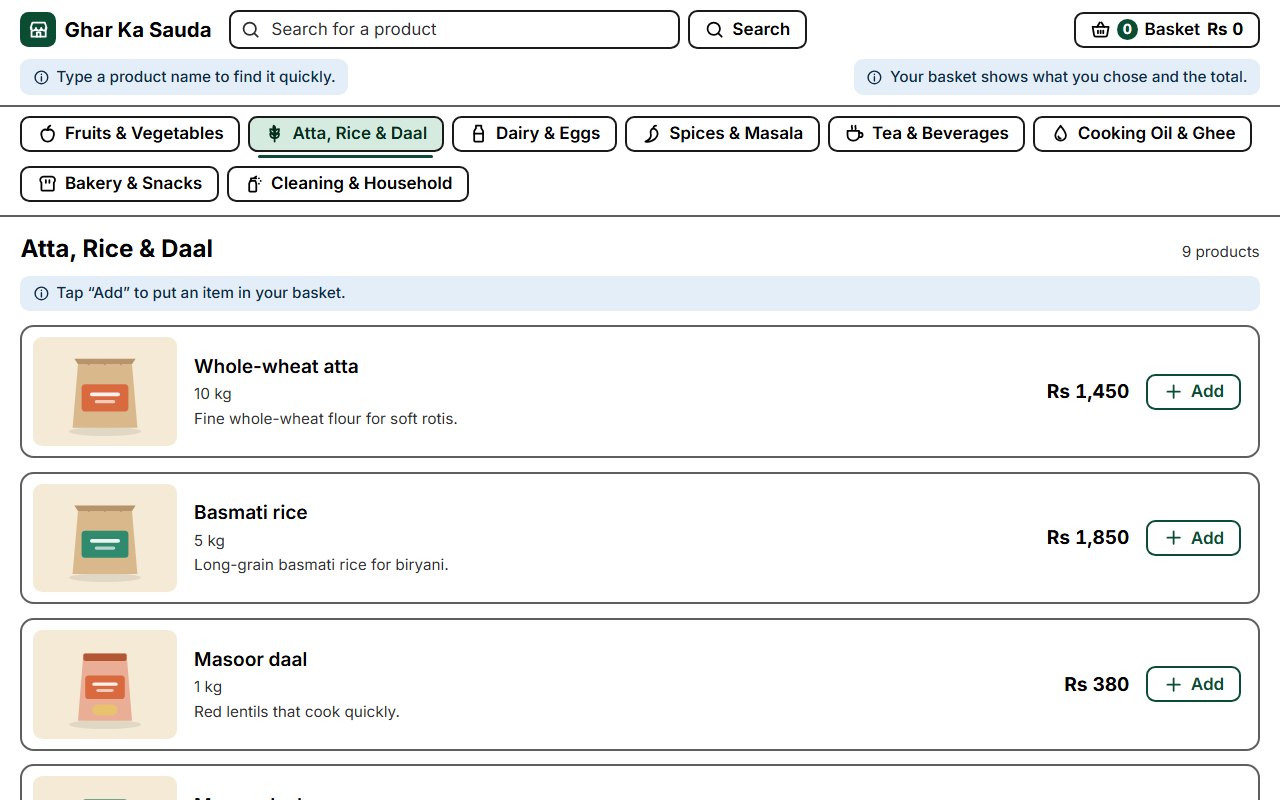 Ghar Ka Sauda
Search for a product
Search
0 Basket Rs 0
Type a product name to find it quickly.
Your basket shows what you chose and the total.
Fruits & Vegetables
Atta, Rice & Daal
Dairy & Eggs
Spices & Masala
Tea & Beverages
Cooking Oil & Ghee
Bakery & Snacks
Cleaning & Household
Atta, Rice & Daal
9 products
Tap “Add” to put an item in your basket.
Whole-wheat atta
10 kg
Fine whole-wheat flour for soft rotis.
Rs 1,450
Add
Basmati rice
5 kg
Long-grain basmati rice for biryani.
Rs 1,850
Add
Masoor daal
1 kg
Red lentils that cook quickly.
Rs 380
Add